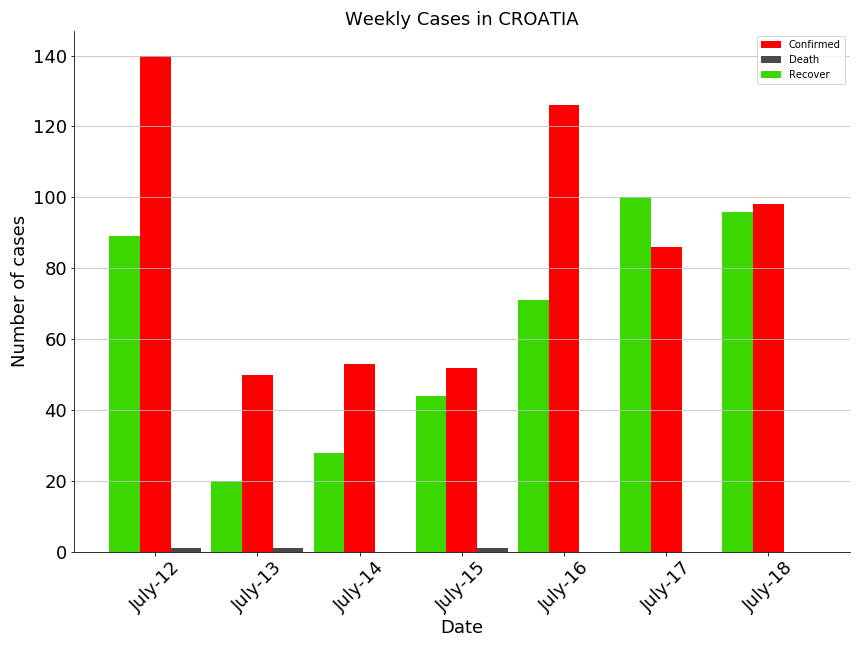 Weekly Cases in CROATIA
Confirmed
Death
Recover
Number of cases
140
120
100
80
60
40
20
0
July-12
July-13
July-14
July-15
July-16
July-17
July-18
Date